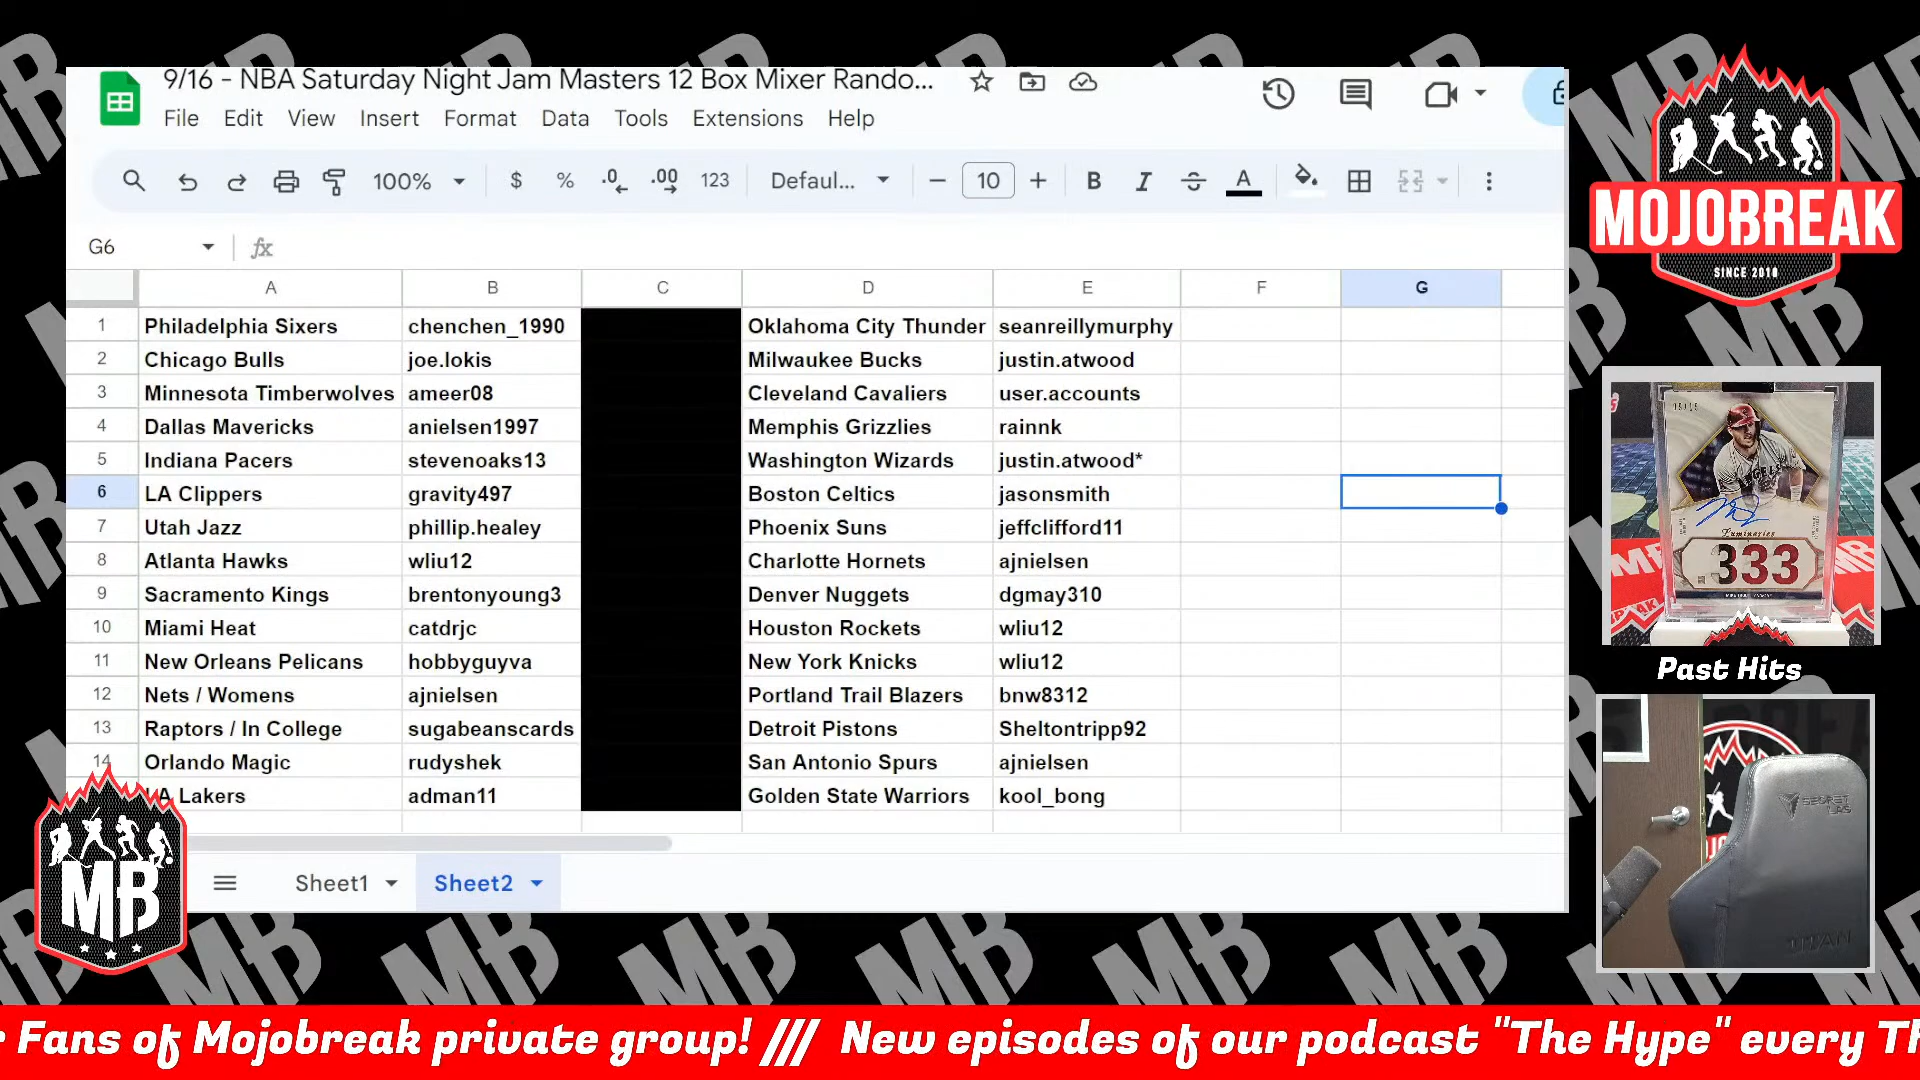 9/16 - NBA Saturday Night Jam Masters 12 Box Mixer Rando...
File Edit View Insert Format Data Tools Extensions Help
100% $ % .0 .00 123 Defaul... 10 B I A
G6 fx
A B C D E F G
1 Philadelphia Sixers chenchen_1990 Oklahoma City Thunder seanreillymurphy
2 Chicago Bulls joe.lokis Milwaukee Bucks justin.atwood
3 Minnesota Timberwolves ameer08 Cleveland Cavaliers user.accounts
4 Dallas Mavericks anielsen1997 Memphis Grizzlies rainnk
5 Indiana Pacers stevenoaks13 Washington Wizards justin.atwood*
6 LA Clippers gravity497 Boston Celtics jasonsmith
7 Utah Jazz phillip.healey Phoenix Suns jeffclifford11
8 Atlanta Hawks wliu12 Charlotte Hornets ajnielsen
9 Sacramento Kings brentonyoung3 Denver Nuggets dgmay310
10 Miami Heat catdrjc Houston Rockets wliu12
11 New Orleans Pelicans hobbyguyva New York Knicks wliu12
12 Nets / Womens ajnielsen Portland Trail Blazers bnw8312
13 Raptors / In College sugabeanscards Detroit Pistons Sheltontripp92
14 Orlando Magic rudyshek San Antonio Spurs ajnielsen
LA Lakers adman11 Golden State Warriors kool_bong
Sheet1 Sheet2
MB
MOJOBREAK
SINCE 2010
ANGELS
Luminaries
333
Past Hits
SECRET LAB
TITAN
r Fans of Mojobreak private group! /// New episodes of our podcast "The Hype" every Th